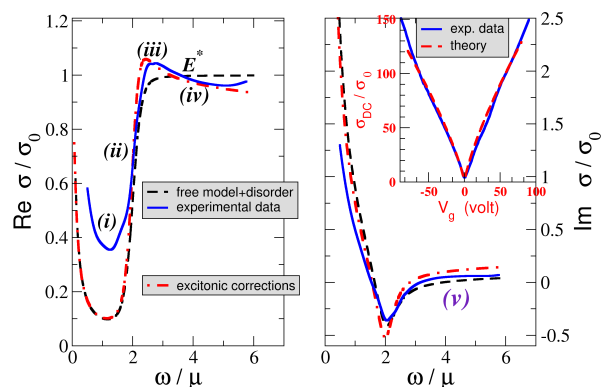 1.2
1
0.8
0.6
0.4
0.2
0
Re σ / σ0
0 2 4 6
ω / μ
(i)
(ii)
(iii)
E*
(iv)
free model+disorder
experimental data
excitonic corrections
0 2 4 6
ω / μ
(v)
2.5
2
1.5
1
0.5
0
-0.5
Im σ / σ0
150
100
50
0
σDC / σ0
-50 0 50 100
Vg (volt)
exp. data
theory